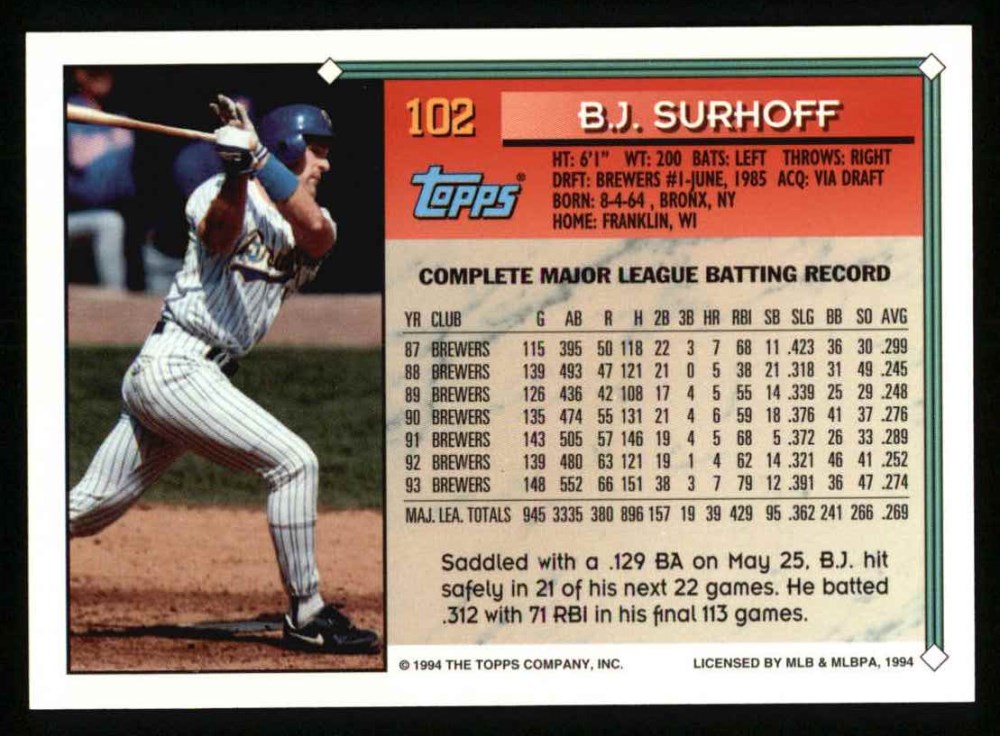 102
B.J. SURHOFF
HT: 6'1" WT: 200 BATS: LEFT THROWS: RIGHT
DRFT: BREWERS #1-JUNE, 1985 ACQ: VIA DRAFT
BORN: 8-4-64 , BRONX, NY
HOME: FRANKLIN, WI
Topps®
COMPLETE MAJOR LEAGUE BATTING RECORD
YR CLUB G AB R H 2B 3B HR RBI SB SLG BB SO AVG
87 BREWERS 115 395 50 118 22 3 7 68 11 .423 36 30 .299
88 BREWERS 139 493 47 121 21 0 5 38 21 .318 31 49 .245
89 BREWERS 126 436 42 108 17 4 5 55 14 .339 25 29 .248
90 BREWERS 135 474 55 131 21 4 6 59 18 .376 41 37 .276
91 BREWERS 143 505 57 146 19 4 5 68 5 .372 26 33 .289
92 BREWERS 139 480 63 121 19 1 4 62 14 .321 46 41 .252
93 BREWERS 148 552 66 151 38 3 7 79 12 .391 36 47 .274
MAJ. LEA. TOTALS 945 3335 380 896 157 19 39 429 95 .362 241 266 .269
Saddled with a .129 BA on May 25, B.J. hit
safely in 21 of his next 22 games. He batted
.312 with 71 RBI in his final 113 games.
© 1994 THE TOPPS COMPANY, INC. LICENSED BY MLB & MLBPA, 1994